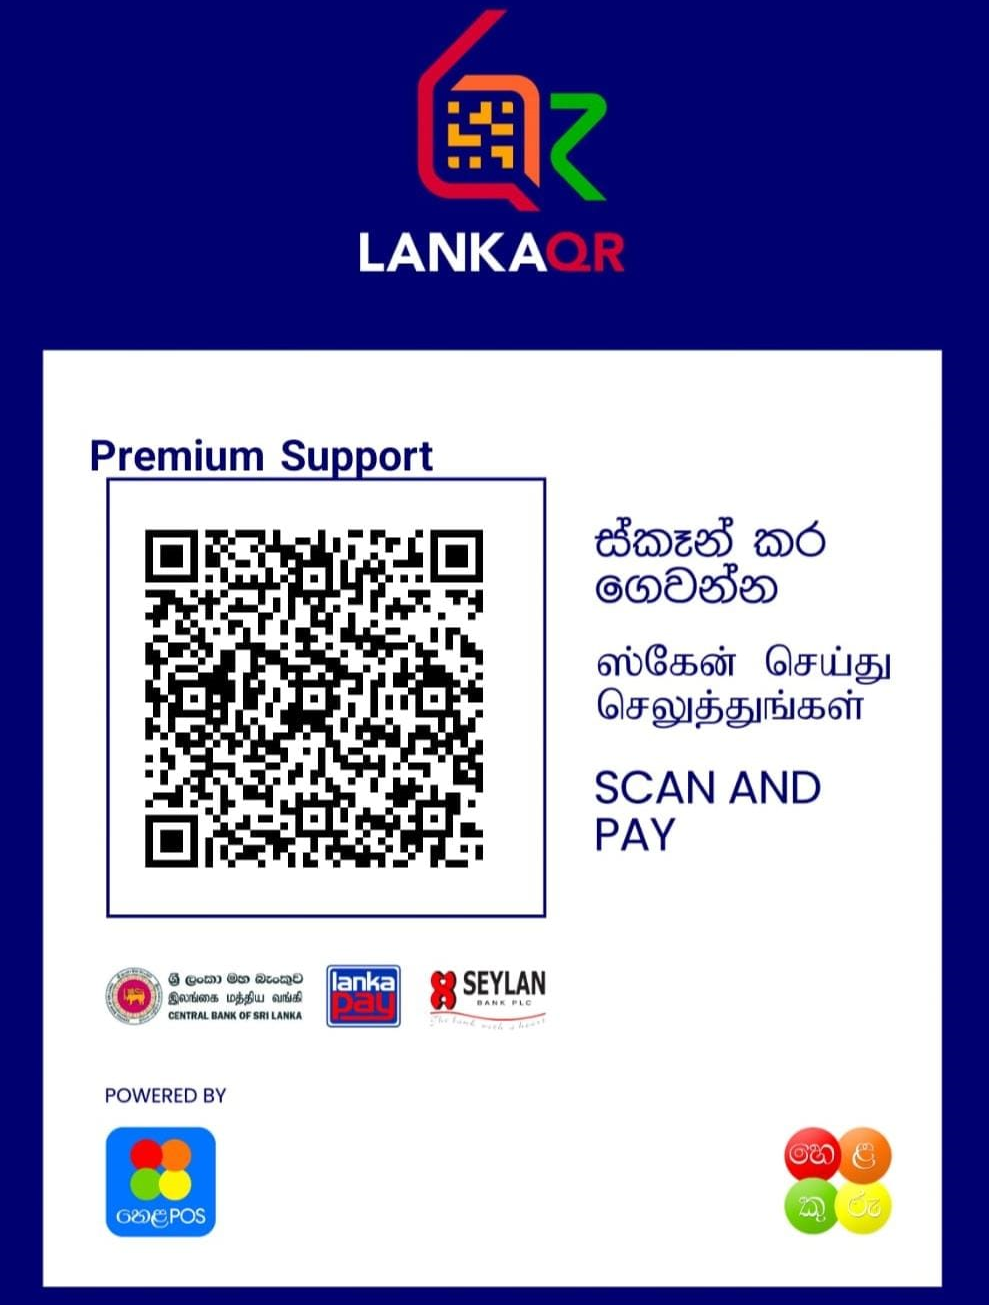 LANKAQR
Premium Support
ස්කෑන් කර
ගෙවන්න
ஸ்கேன் செய்து
செலுத்துங்கள்
SCAN AND
PAY
ශ්‍රී ලංකා මහ බැංකුව
இலங்கை மத்திய வங்கி
CENTRAL BANK OF SRI LANKA
lanka
pay
SEYLAN
BANK PLC
The bank with a heart
POWERED BY
හෙළPOS
හෙ ළ
කු රු